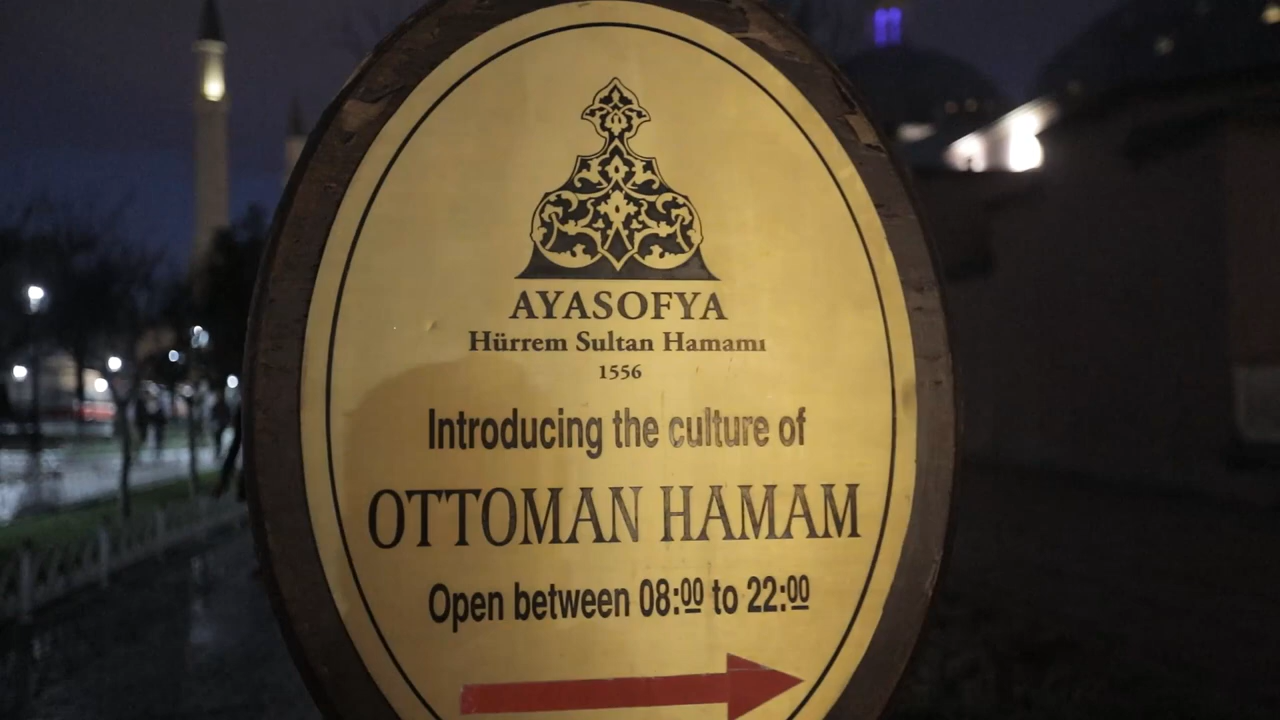 AYASOFYA
Hürrem Sultan Hamamı
1556
Introducing the culture of
OTTOMAN HAMAM
Open between 08:00 to 22:00